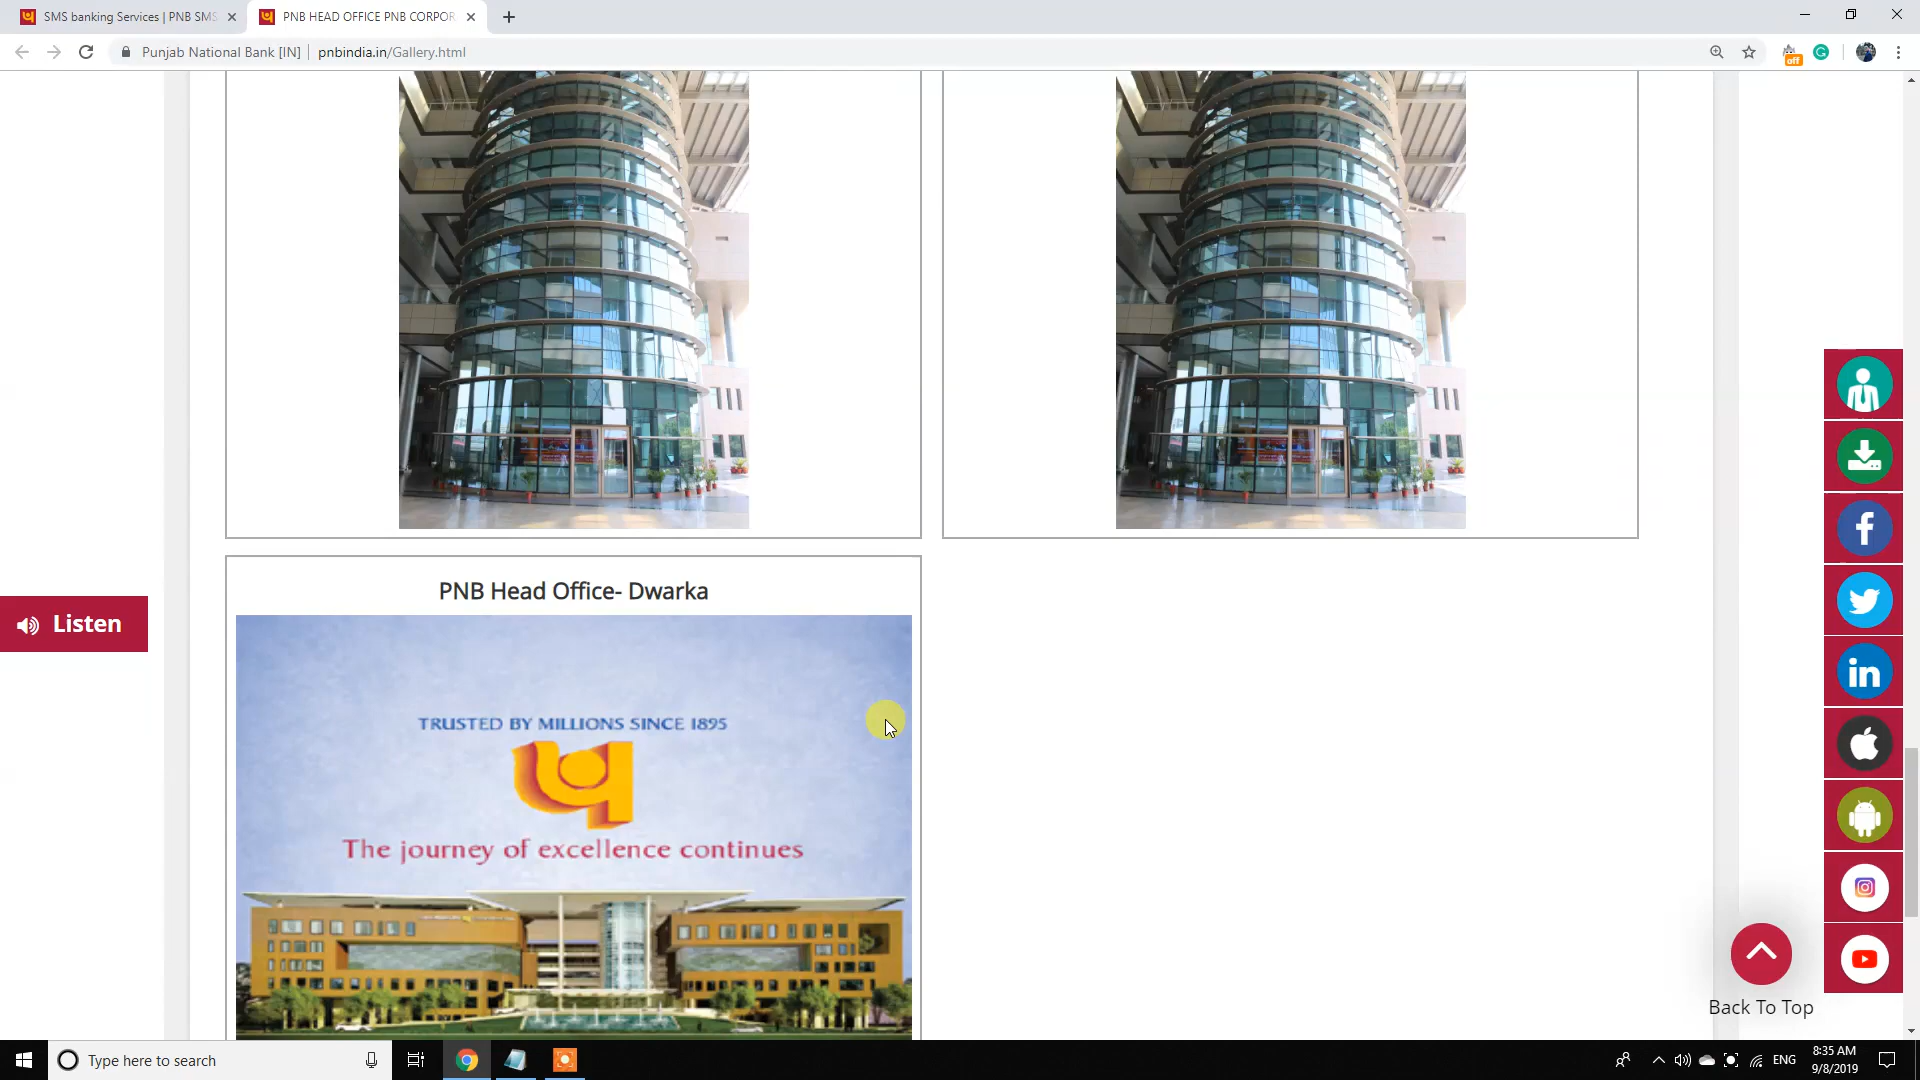 SMS banking Services | PNB SMS
PNB HEAD OFFICE PNB CORPOR
Punjab National Bank [IN]
pnbindia.in/Gallery.html
off
PNB Head Office- Dwarka
TRUSTED BY MILLIONS SINCE 1895
The journey of excellence continues
Listen
Back To Top
Type here to search
ENG
8:35 AM
9/8/2019